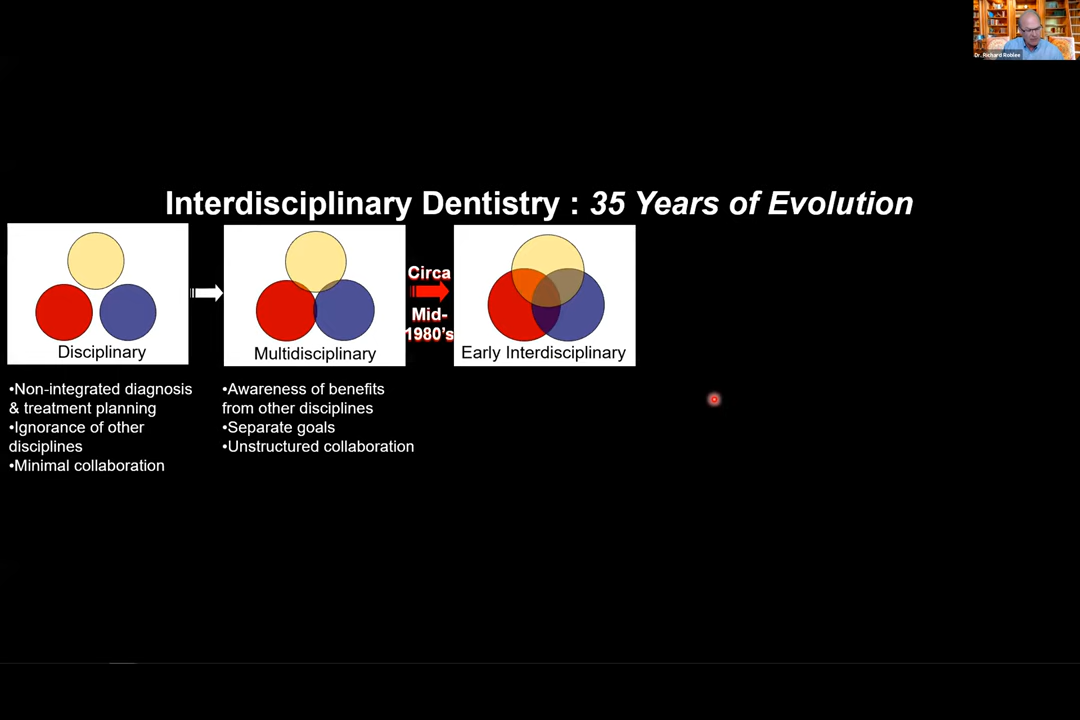 Dr. Richard Roblee
Interdisciplinary Dentistry : 35 Years of Evolution
Disciplinary
Multidisciplinary
Circa
Mid-
1980's
Early Interdisciplinary
•Non-integrated diagnosis
& treatment planning
•Ignorance of other
disciplines
•Minimal collaboration
•Awareness of benefits
from other disciplines
•Separate goals
•Unstructured collaboration